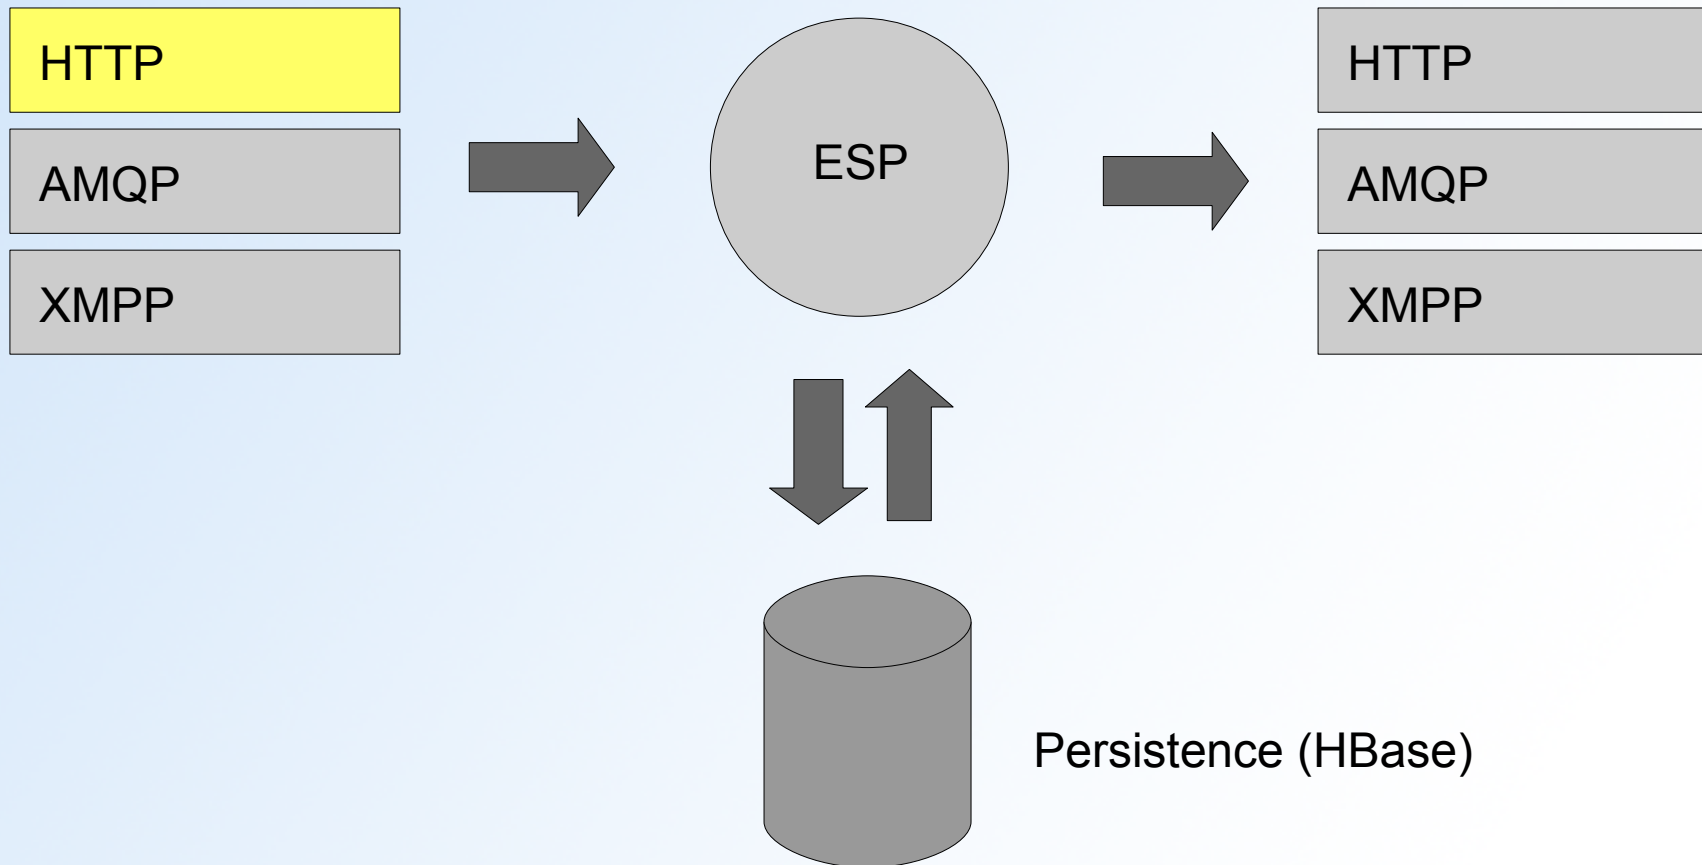 HTTP
AMQP
XMPP
ESP
HTTP
AMQP
XMPP
Persistence (HBase)